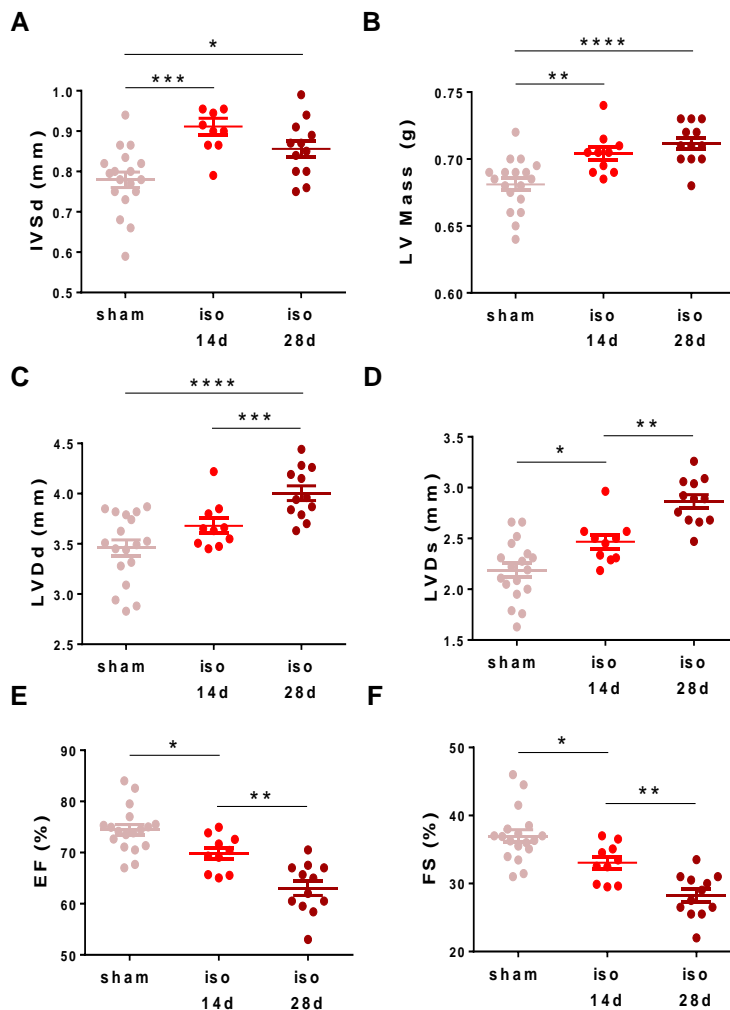 A
*
***
IVSd (mm)
1.0
0.9
0.8
0.7
0.6
0.5
sham iso iso
14d 28d
B
****
**
LV Mass (g)
0.75
0.70
0.65
0.60
sham iso iso
14d 28d
C
****
***
LVDd (mm)
4.5
4.0
3.5
3.0
2.5
sham iso iso
14d 28d
D
**
*
LVDs (mm)
3.5
3.0
2.5
2.0
1.5
sham iso iso
14d 28d
E
*
**
EF (%)
90
80
70
60
50
sham iso iso
14d 28d
F
*
**
FS (%)
50
40
30
20
sham iso iso
14d 28d